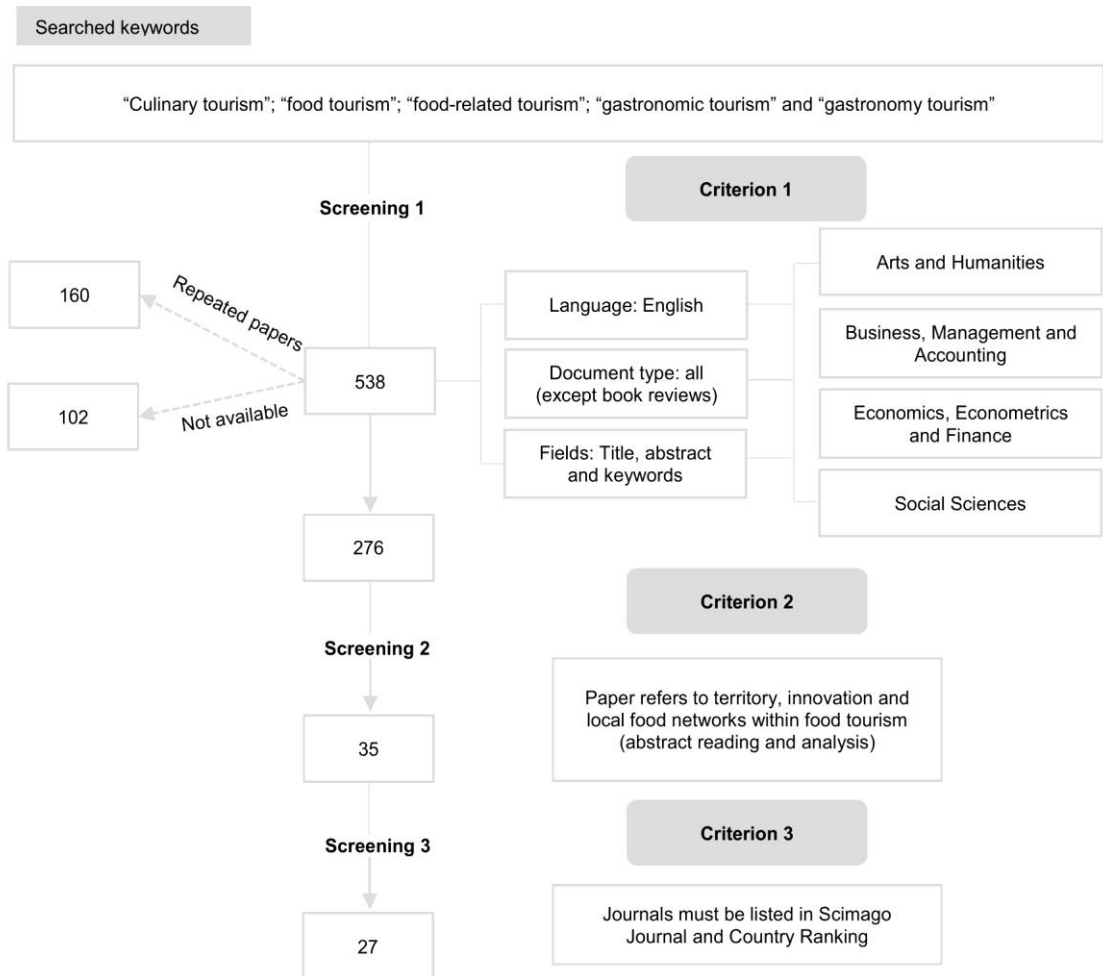 Searched keywords
“Culinary tourism”; “food tourism”; “food-related tourism”; “gastronomic tourism” and “gastronomy tourism”
Criterion 1
Screening 1
Arts and Humanities
160
Repeated papers
Language: English
Business, Management and
Accounting
538
Document type: all
(except book reviews)
102
Not available
Economics, Econometrics
and Finance
Fields: Title, abstract
and keywords
Social Sciences
276
Criterion 2
Screening 2
Paper refers to territory, innovation and
local food networks within food tourism
(abstract reading and analysis)
35
Criterion 3
Screening 3
Journals must be listed in Scimago
Journal and Country Ranking
27